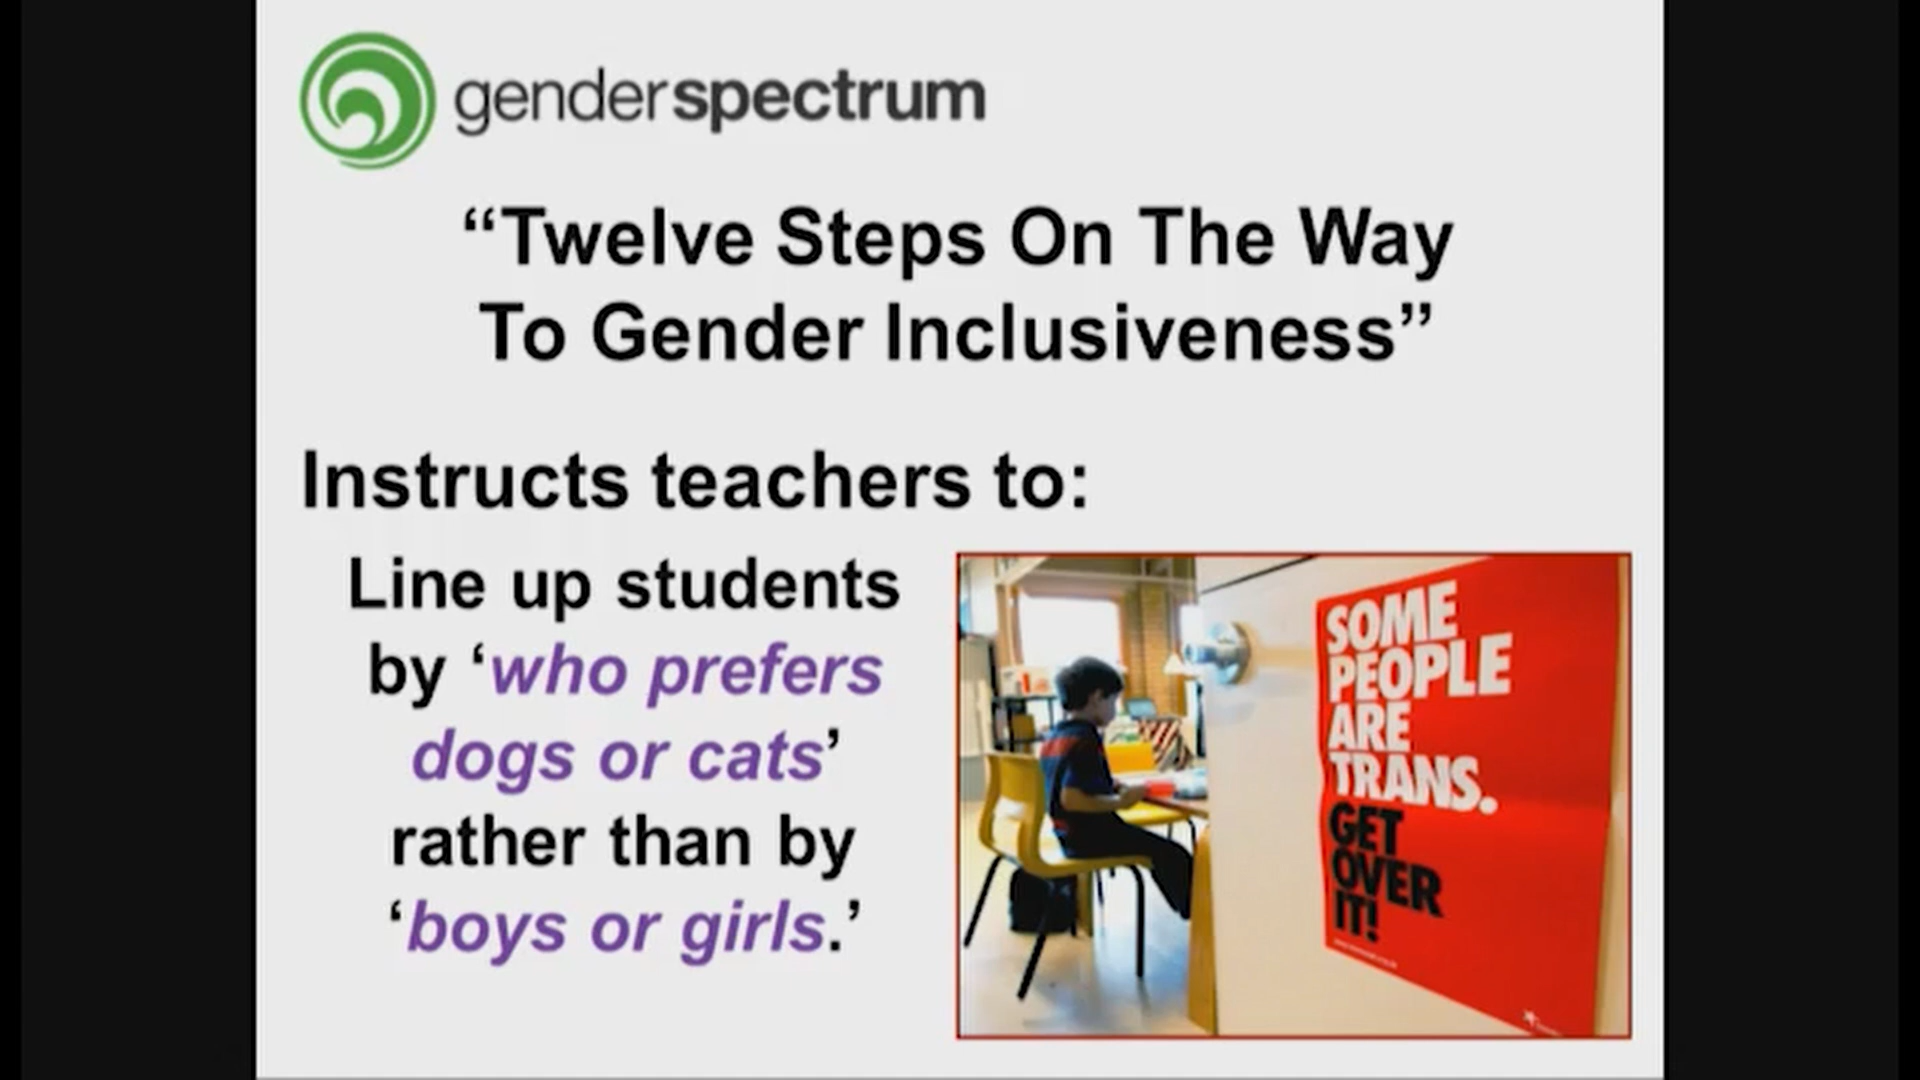 genderspectrum
“Twelve Steps On The Way
To Gender Inclusiveness”
Instructs teachers to:
Line up students
by ‘who prefers
dogs or cats’
rather than by
‘boys or girls.’
SOME
PEOPLE
ARE
TRANS.
GET
OVER
IT!